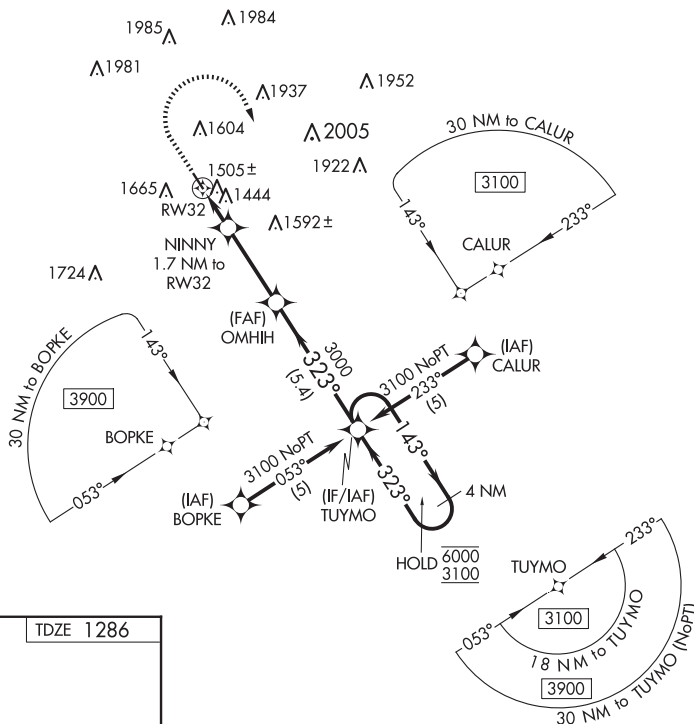 1985
1984
1981
1937
1952
1604
2005
1922
1505 ±
1665
1444
RW32
1592 ±
NINNY
1.7 NM to
RW32
1724
30 NM to CALUR
3100
143°
233°
CALUR
(FAF)
OMHIH
3000
323°
(5.4)
30 NM to BOPKE
3900
143°
BOPKE
053°
(IAF)
CALUR
3100 NoPT
233°
(5)
3100 NoPT
053°
(5)
(IAF)
BOPKE
(IF/IAF)
TUYMO
143°
323°
4 NM
HOLD
6000
3100
TUYMO
233°
053°
3100
18 NM to TUYMO
3900
30 NM to TUYMO (NoPT)
TDZE 1286